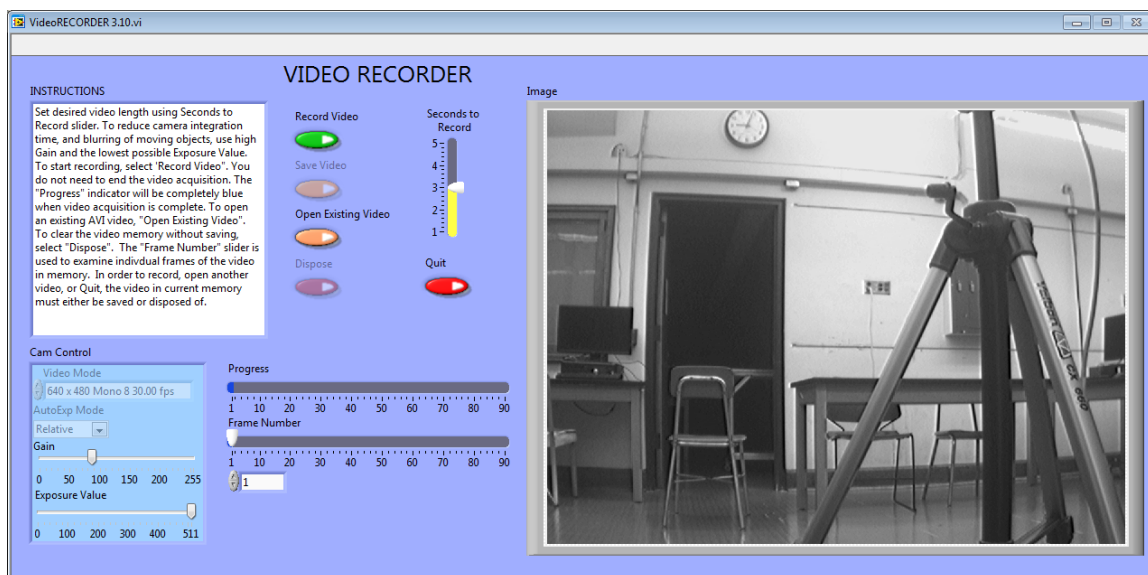 VideoRECORDER 3.10.vi
VIDEO RECORDER
INSTRUCTIONS
Set desired video length using Seconds to
Record slider. To reduce camera integration
time, and blurring of moving objects, use high
Gain and the lowest possible Exposure Value.
To start recording, select 'Record Video". You
do not need to end the video acquisition. The
"Progress" indicator will be completely blue
when video acquisition is complete. To open
an existing AVI video, "Open Existing Video".
To clear the video memory without saving,
select "Dispose". The "Frame Number" slider is
used to examine indivdual frames of the video
in memory. In order to record, open another
video, or Quit, the video in current memory
must either be saved or disposed of.
Record Video
Save Video
Open Existing Video
Dispose
Seconds to
Record
5
4
3
2
1
Quit
Cam Control
Video Mode
640 x 480 Mono 8 30.00 fps
AutoExp Mode
Relative
Gain
0 50 100 150 200 255
Exposure Value
0 100 200 300 400 511
Progress
1 10 20 30 40 50 60 70 80 90
Frame Number
1 10 20 30 40 50 60 70 80 90
1
Image